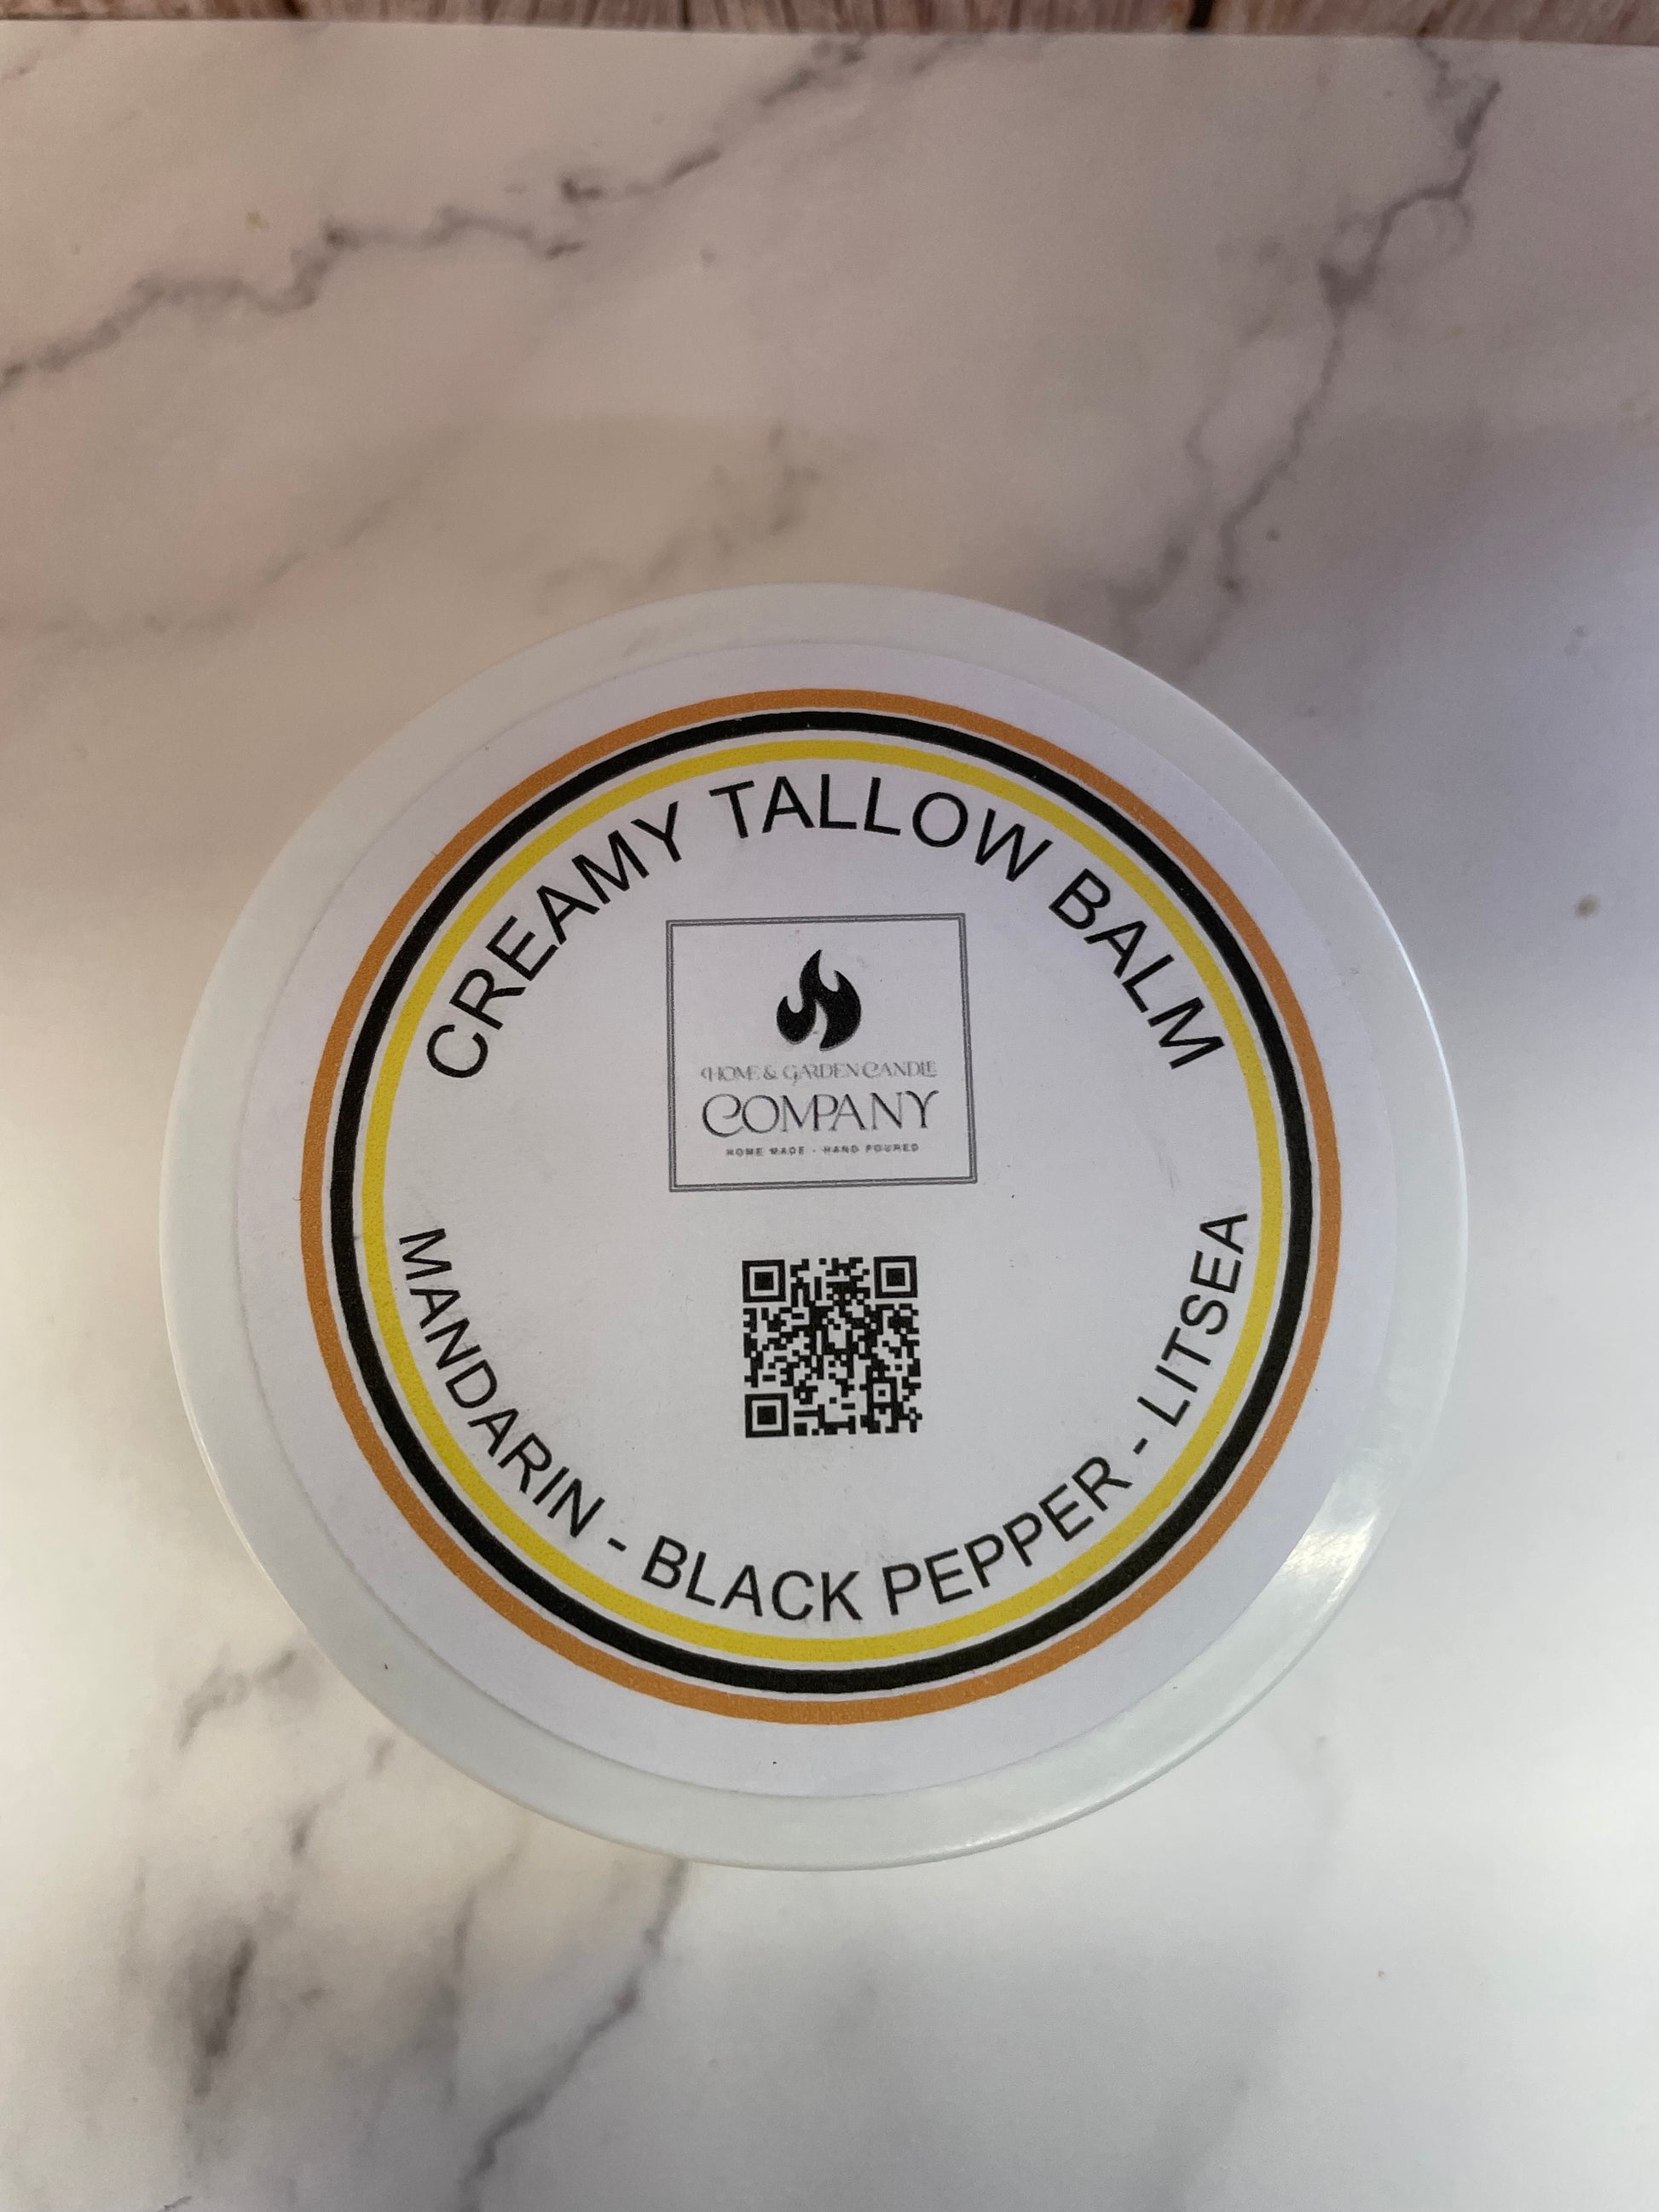 CREAMY TALLOW BALM
HOME & GARDEN CANDLE
COMPANY
HOME MADE - HAND POURED
MANDARIN - BLACK PEPPER - LITSEA